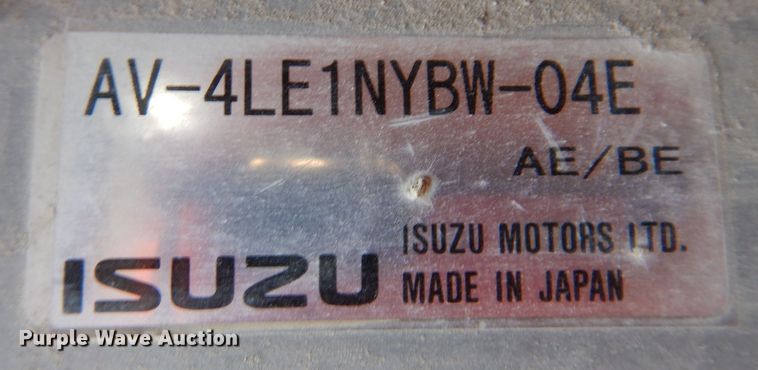 AV-4LE1NYBW-04E
AE/BE
ISUZU
ISUZU MOTORS LTD.
MADE IN JAPAN
Purple Wave Auction